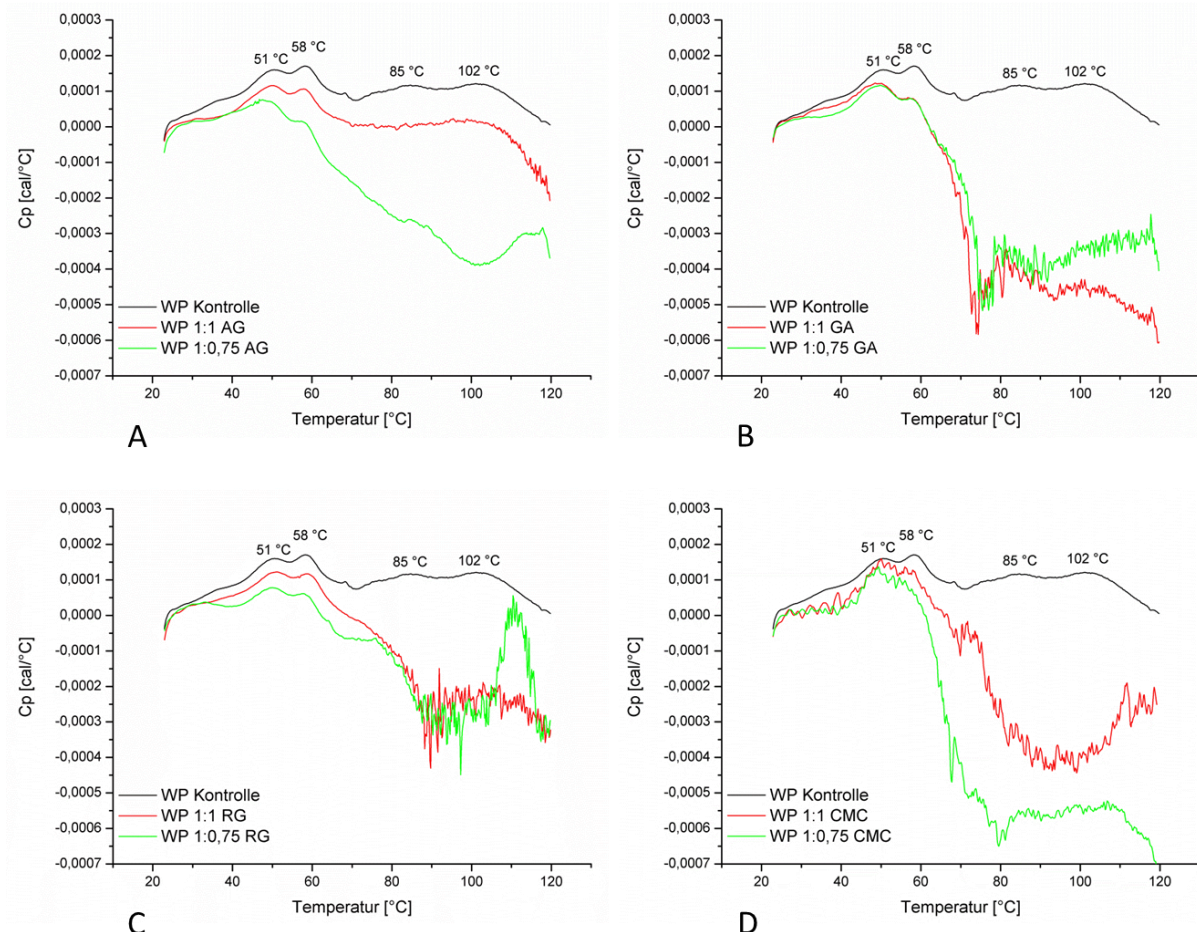 0,0003
0,0002
0,0001
0,0000
-0,0001
-0,0002
-0,0003
-0,0004
-0,0005
-0,0006
-0,0007
Cp [cal/°C]
51 °C
58 °C
85 °C
102 °C
WP Kontrolle
WP 1:1 AG
WP 1:0,75 AG
20 40 60 80 100 120
Temperatur [°C]
A
0,0003
0,0002
0,0001
0,0000
-0,0001
-0,0002
-0,0003
-0,0004
-0,0005
-0,0006
-0,0007
Cp [cal/°C]
51 °C
58 °C
85 °C
102 °C
WP Kontrolle
WP 1:1 GA
WP 1:0,75 GA
20 40 60 80 100 120
Temperatur [°C]
B
0,0003
0,0002
0,0001
0,0000
-0,0001
-0,0002
-0,0003
-0,0004
-0,0005
-0,0006
-0,0007
Cp [cal/°C]
51 °C
58 °C
85 °C
102 °C
WP Kontrolle
WP 1:1 RG
WP 1:0,75 RG
20 40 60 80 100 120
Temperatur [°C]
C
0,0003
0,0002
0,0001
0,0000
-0,0001
-0,0002
-0,0003
-0,0004
-0,0005
-0,0006
-0,0007
Cp [cal/°C]
51 °C
58 °C
85 °C
102 °C
WP Kontrolle
WP 1:1 CMC
WP 1:0,75 CMC
20 40 60 80 100 120
Temperatur [°C]
D